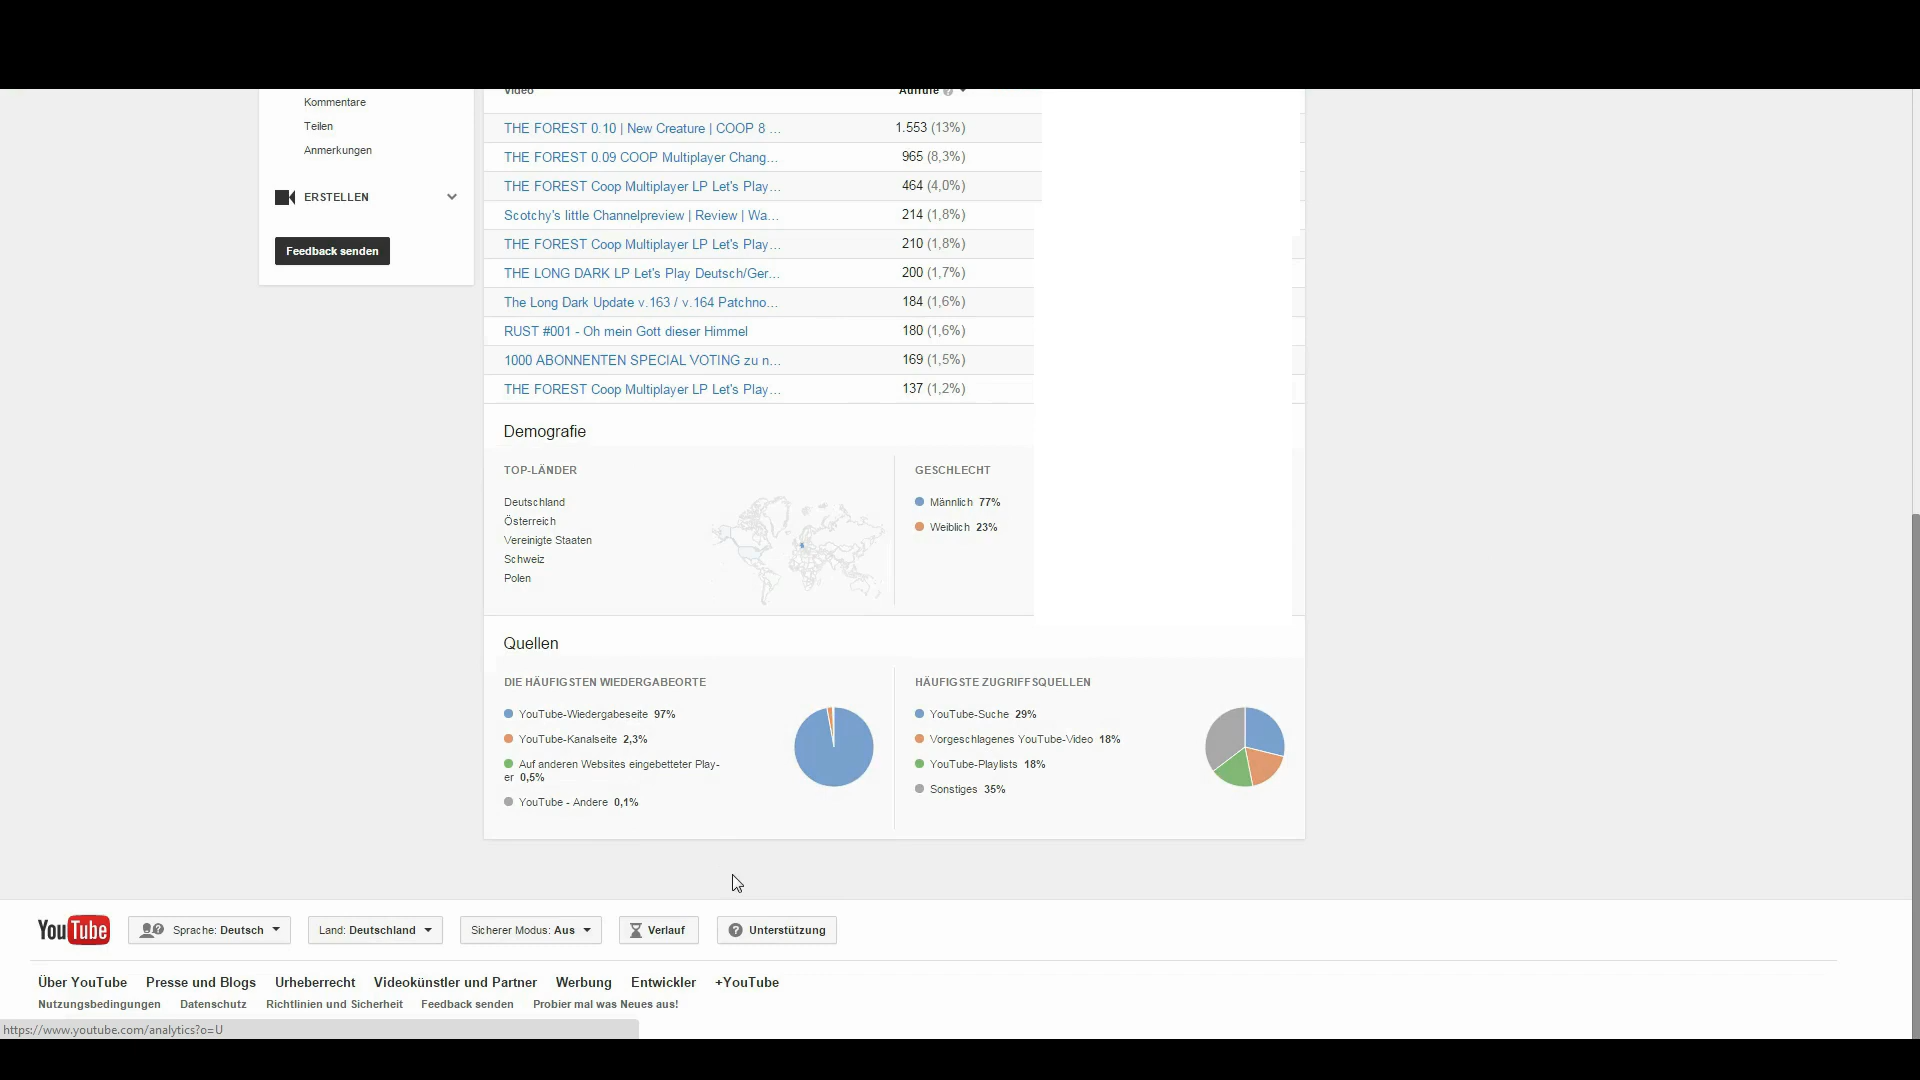 Video Aufrufe
Kommentare
Teilen
Anmerkungen
ERSTELLEN
Feedback senden
THE FOREST 0.10 | New Creature | COOP 8 ... 1.553 (13%)
THE FOREST 0.09 COOP Multiplayer Chang... 965 (8,3%)
THE FOREST Coop Multiplayer LP Let's Play... 464 (4,0%)
Scotchy's little Channelpreview | Review | Wa... 214 (1,8%)
THE FOREST Coop Multiplayer LP Let's Play... 210 (1,8%)
THE LONG DARK LP Let's Play Deutsch/Ger... 200 (1,7%)
The Long Dark Update v.163 / v.164 Patchno... 184 (1,6%)
RUST #001 - Oh mein Gott dieser Himmel 180 (1,6%)
1000 ABONNENTEN SPECIAL VOTING zu n... 169 (1,5%)
THE FOREST Coop Multiplayer LP Let's Play... 137 (1,2%)
Demografie
TOP-LÄNDER
Deutschland
Österreich
Vereinigte Staaten
Schweiz
Polen
GESCHLECHT
Männlich 77%
Weiblich 23%
Quellen
DIE HÄUFIGSTEN WIEDERGABEORTE
YouTube-Wiedergabeseite 97%
YouTube-Kanalseite 2,3%
Auf anderen Websites eingebetteter Play-
er 0,5%
YouTube - Andere 0,1%
HÄUFIGSTE ZUGRIFFSQUELLEN
YouTube-Suche 29%
Vorgeschlagenes YouTube-Video 18%
YouTube-Playlists 18%
Sonstiges 35%
YouTube Sprache: Deutsch Land: Deutschland Sicherer Modus: Aus Verlauf Unterstützung
Über YouTube Presse und Blogs Urheberrecht Videokünstler und Partner Werbung Entwickler +YouTube
Nutzungsbedingungen Datenschutz Richtlinien und Sicherheit Feedback senden Probier mal was Neues aus!
https://www.youtube.com/analytics?o=U